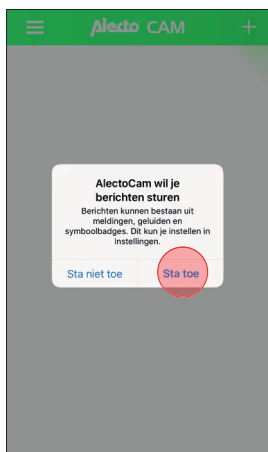 Alecto CAM
AlectoCam wil je
berichten sturen
Berichten kunnen bestaan uit
meldingen, geluiden en
symboolbadges. Dit kun je instellen in
Instellingen.
Sta niet toe
Sta toe